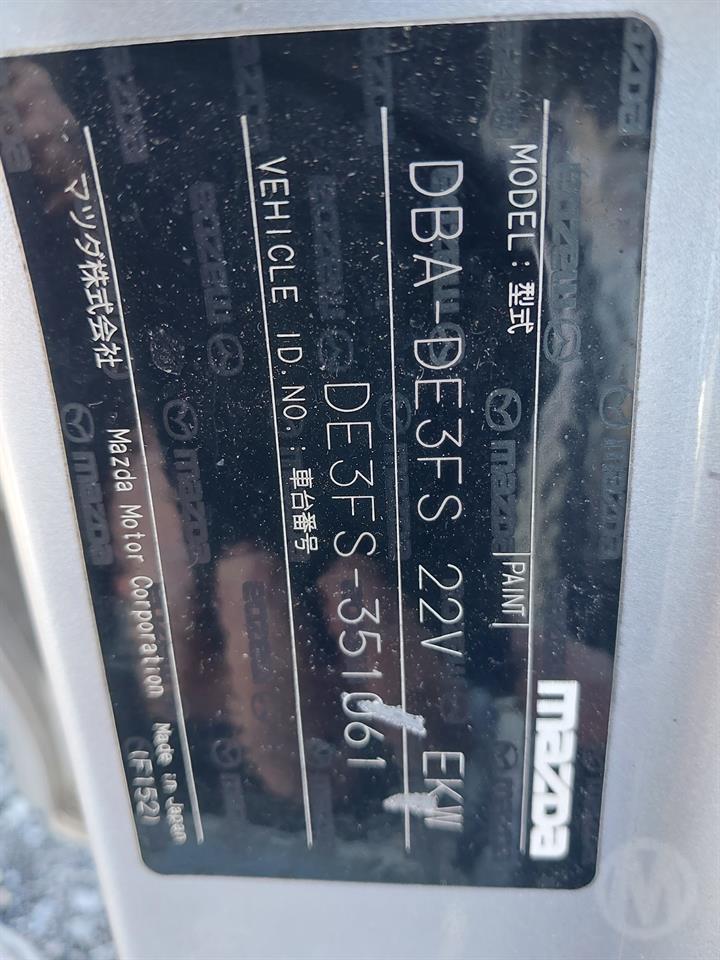 mazda
MODEL:型式 PAINT
DBA-DE3FS 22V EKW
DE3FS-351061
VEHICLE ID.NO.:車台番号
マツダ株式会社 Mazda Motor Corporation Made in Japan
(F152)